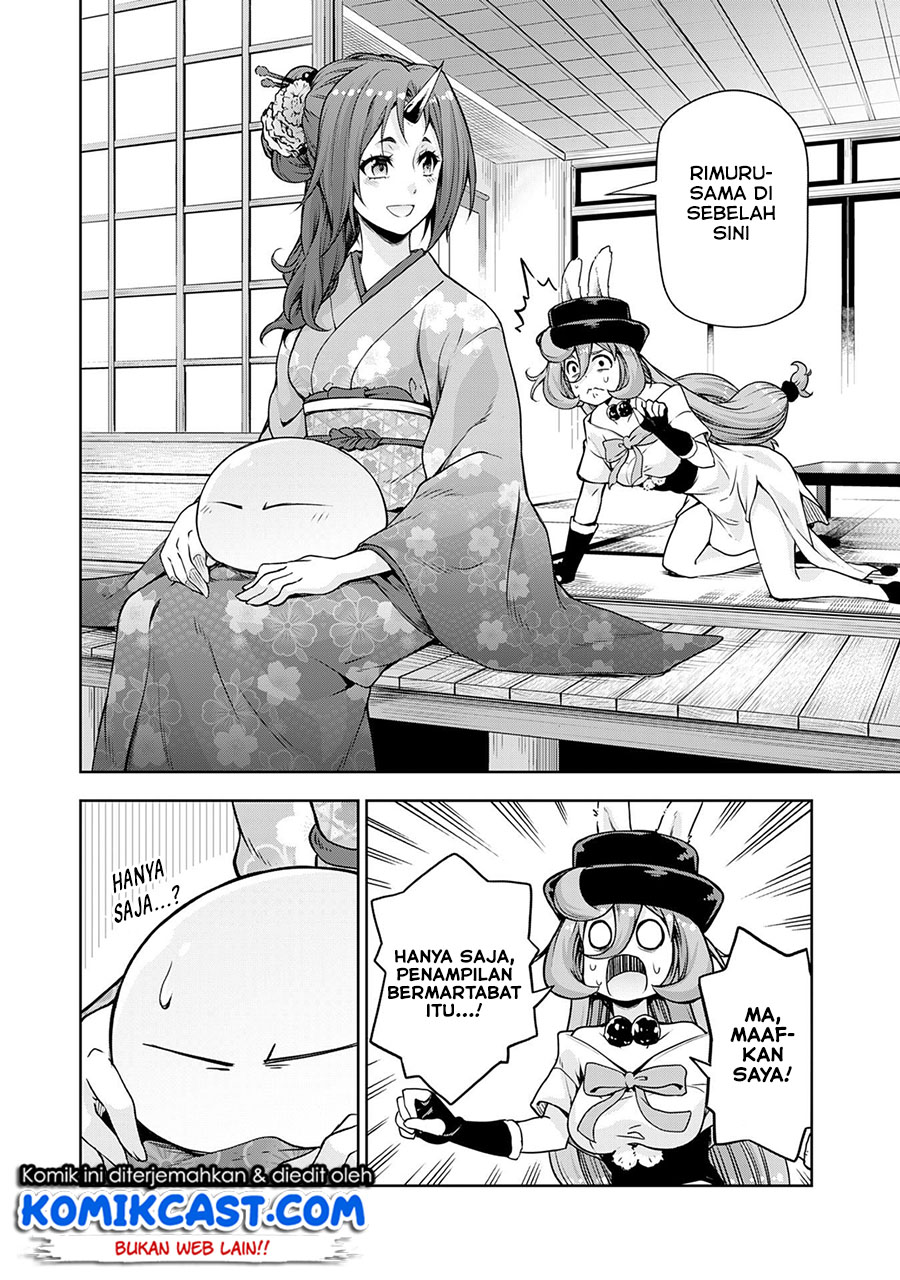 RIMURU-
SAMA DI
SEBELAH
SINI
MA,
MAAF-
KAN
SAYA!
HANYA SAJA,
PENAMPILAN
BERMARTABAT
ITU...!
HANYA
SAJA...?
Komik ini diterjemahkan & diedit oleh
KOMIKCAST.COM
BUKAN WEB LAIN!!